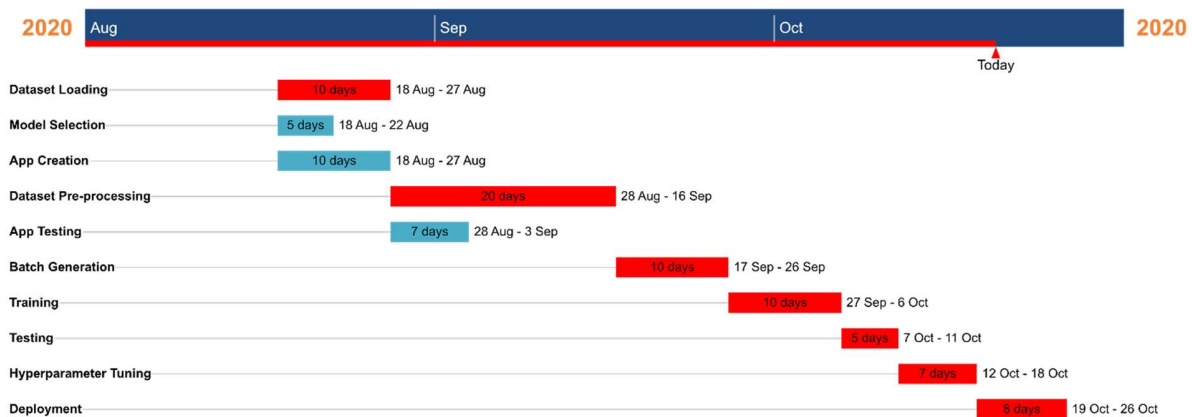 2020 Aug Sep Oct 2020
Today
Dataset Loading 10 days 18 Aug - 27 Aug
Model Selection 5 days 18 Aug - 22 Aug
App Creation 10 days 18 Aug - 27 Aug
Dataset Pre-processing 20 days 28 Aug - 16 Sep
App Testing 7 days 28 Aug - 3 Sep
Batch Generation 10 days 17 Sep - 26 Sep
Training 10 days 27 Sep - 6 Oct
Testing 5 days 7 Oct - 11 Oct
Hyperparameter Tuning 7 days 12 Oct - 18 Oct
Deployment 8 days 19 Oct - 26 Oct